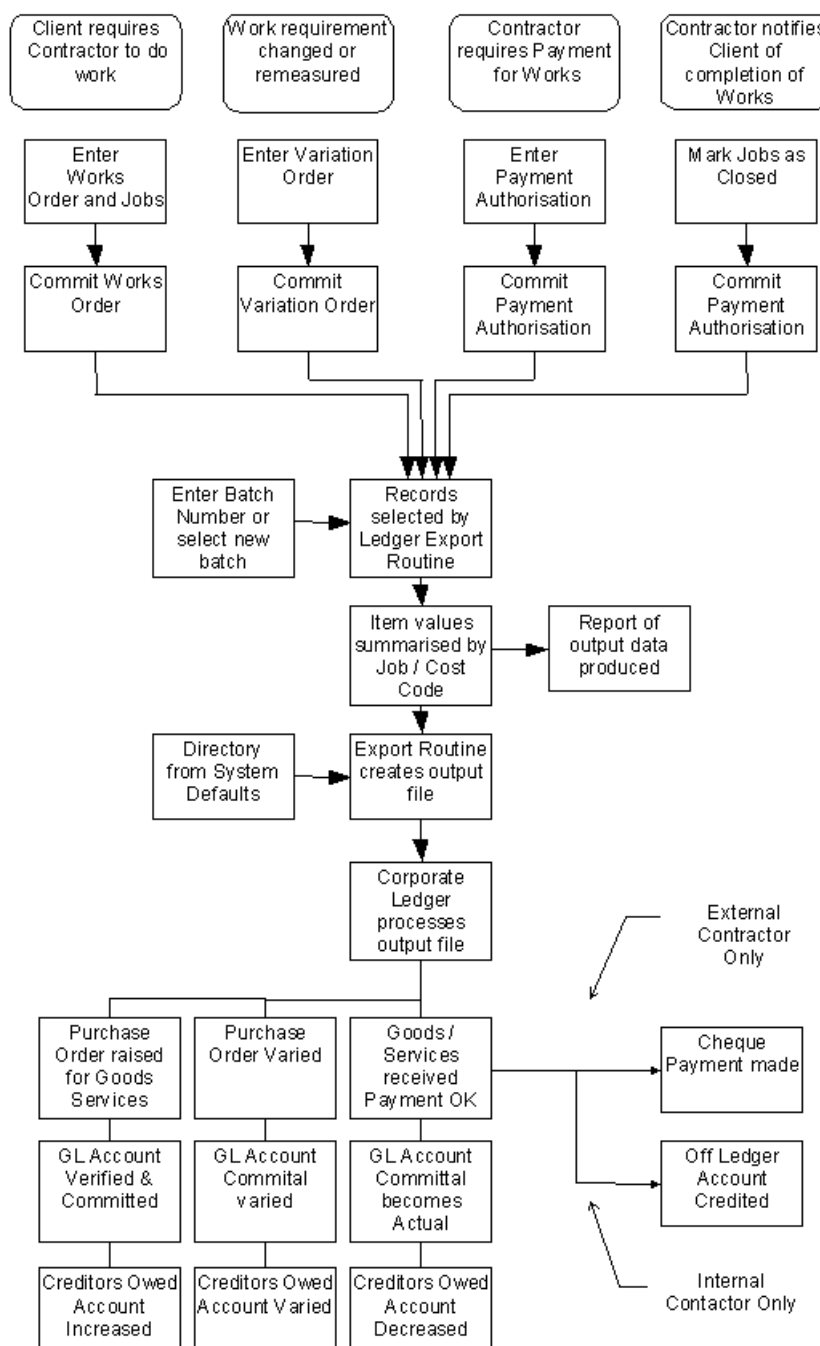 Client requires
Contractor to do
work
Work requirement
changed or
remeasured
Contractor
requires Payment
for Works
Contractor notifies
Client of
completion of
Works
Enter
Works
Order and Jobs
Enter Variation
Order
Enter
Payment
Authorisation
Mark Jobs as
Closed
Commit Works
Order
Commit
Variation Order
Commit
Payment
Authorisation
Commit
Payment
Authorisation
Enter Batch
Number or
select new
batch
Records
selected by
Ledger Export
Routine
Item values
summarised by
Job / Cost
Code
Report of
output data
produced
Directory
from System
Defaults
Export Routine
creates output
file
Corporate
Ledger
processes
output file
External
Contractor
Only
Purchase
Order raised
for Goods
Services
Purchase
Order Varied
Goods /
Services
received
Payment OK
Cheque
Payment made
GL Account
Verified &
Committed
GL Account
Commital
varied
GL Account
Committal
becomes
Actual
Off Ledger
Account
Credited
Creditors Owed
Account
Increased
Creditors Owed
Account Varied
Creditors Owed
Account
Decreased
Internal
Contactor Only